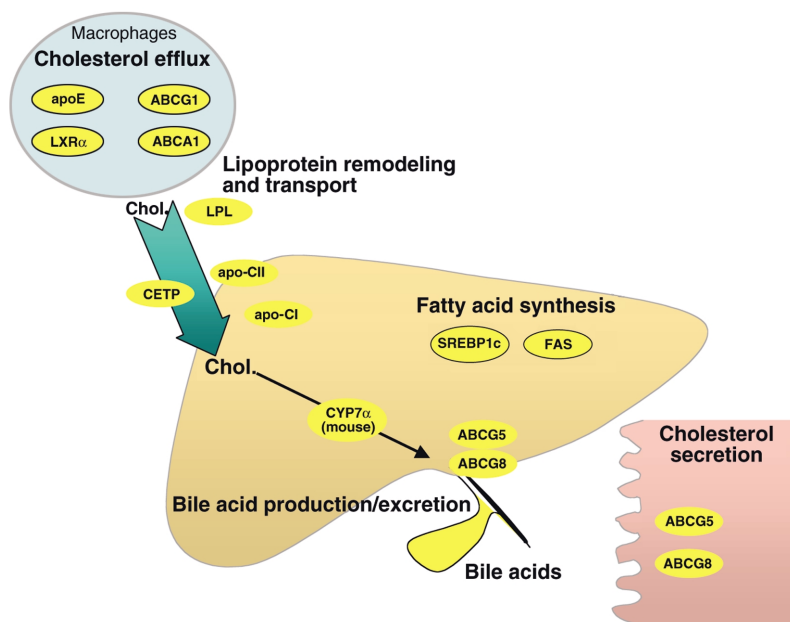 Macrophages
Cholesterol efflux
apoE
ABCG1
LXRα
ABCA1
Lipoprotein remodeling
and transport
Chol.
LPL
apo-CII
CETP
apo-CI
Fatty acid synthesis
SREBP1c
FAS
Chol.
CYP7α
(mouse)
ABCG5
ABCG8
Cholesterol
secretion
Bile acid production/excretion
ABCG5
ABCG8
Bile acids